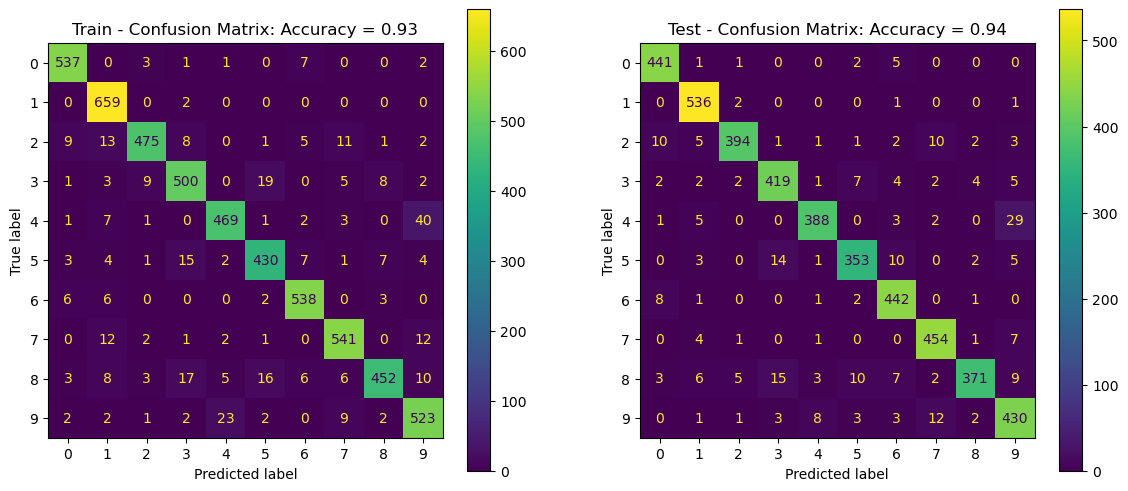 Train - Confusion Matrix: Accuracy = 0.93
0 537 0 3 1 1 0 7 0 0 2
1 0 659 0 2 0 0 0 0 0 0
2 9 13 475 8 0 1 5 11 1 2
3 1 3 9 500 0 19 0 5 8 2
4 1 7 1 0 469 1 2 3 0 40
5 3 4 1 15 2 430 7 1 7 4
6 6 6 0 0 0 2 538 0 3 0
7 0 12 2 1 2 1 0 541 0 12
8 3 8 3 17 5 16 6 6 452 10
9 2 2 1 2 23 2 0 9 2 523
0 1 2 3 4 5 6 7 8 9
Predicted label
True label
600
500
400
300
200
100
0
Test - Confusion Matrix: Accuracy = 0.94
0 441 1 1 0 0 2 5 0 0 0
1 0 536 2 0 0 0 1 0 0 1
2 10 5 394 1 1 1 2 10 2 3
3 2 2 2 419 1 7 4 2 4 5
4 1 5 0 0 388 0 3 2 0 29
5 0 3 0 14 1 353 10 0 2 5
6 8 1 0 0 1 2 442 0 1 0
7 0 4 1 0 1 0 0 454 1 7
8 3 6 5 15 3 10 7 2 371 9
9 0 1 1 3 8 3 3 12 2 430
0 1 2 3 4 5 6 7 8 9
Predicted label
True label
500
400
300
200
100
0